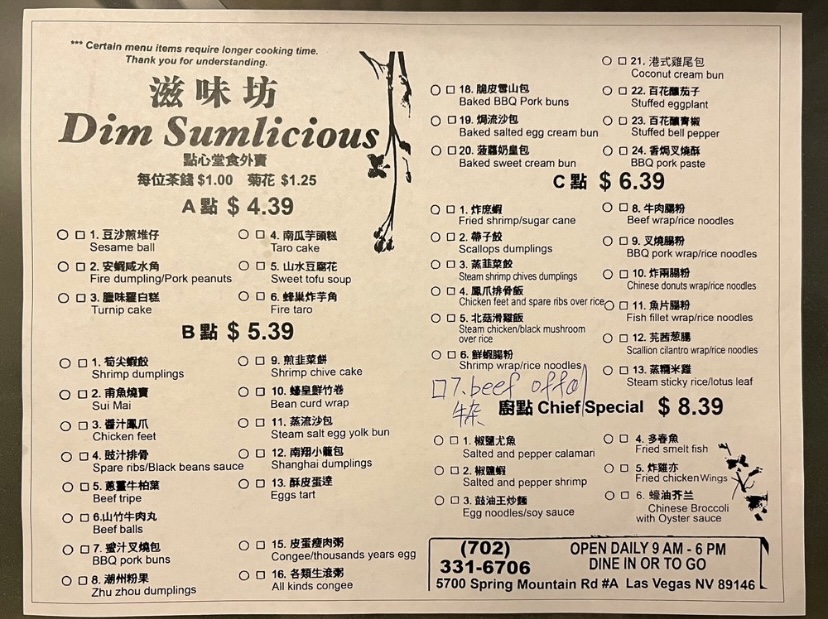 *** Certain menu items require longer cooking time.
Thank you for understanding.
滋味坊
Dim Sumlicious
點心堂食外賣
每位茶錢 $1.00 菊花 $1.25
A 點 $ 4.39
1. 豆沙煎堆仔
Sesame ball
2. 安蝦咸水角
Fire dumpling/Pork peanuts
3. 臘味蘿白糕
Turnip cake
4. 南瓜芋頭糕
Taro cake
5. 山水豆腐花
Sweet tofu soup
6. 蜂巢炸芋角
Fire taro
B 點 $ 5.39
1. 筍尖蝦餃
Shrimp dumplings
2. 甫魚燒賣
Sui Mai
3. 醬汁鳳爪
Chicken feet
4. 豉汁排骨
Spare ribs/Black beans sauce
5. 蔥薑牛柏葉
Beef tripe
6.山竹牛肉丸
Beef balls
7. 蜜汁叉燒包
BBQ pork buns
8. 潮州粉果
Zhu zhou dumplings
9. 煎韭菜餅
Shrimp chive cake
10. 蠔皇鮮竹卷
Bean curd wrap
11. 蒸流沙包
Steam salt egg yolk bun
12. 南翔小籠包
Shanghai dumplings
13. 酥皮蛋達
Eggs tart
15. 皮蛋瘦肉粥
Congee/thousands years egg
16. 各類生滾粥
All kinds congee
18. 脆皮雪山包
Baked BBQ Pork buns
19. 焗流沙包
Baked salted egg cream bun
20. 菠蘿奶皇包
Baked sweet cream bun
21. 港式雞尾包
Coconut cream bun
22. 百花釀茄子
Stuffed eggplant
23. 百花釀青椒
Stuffed bell pepper
24. 香焗叉燒酥
BBQ pork paste
C 點 $ 6.39
1. 炸蔗蝦
Fried shrimp/sugar cane
2. 帶子餃
Scallops dumplings
3. 蒸韮菜餃
Steam shrimp chives dumplings
4. 鳳爪排骨飯
Chicken feet and spare ribs over rice
5. 北菇滑雞飯
Steam chicken/black mushroom
over rice
6. 鮮蝦腸粉
Shrimp wrap/rice noodles
7. beef offal
牛杂
8. 牛肉腸粉
Beef wrap/rice noodles
9. 叉燒腸粉
BBQ pork wrap/rice noodles
10. 炸兩腸粉
Chinese donuts wrap/rice noodles
11. 魚片腸粉
Fish fillet wrap/rice noodles
12. 芫茜葱腸
Scallion cilantro wrap/rice noodles
13. 蒸糯米雞
Steam sticky rice/lotus leaf
廚點 Chief Special $ 8.39
1. 椒鹽尤魚
Salted and pepper calamari
2. 椒鹽蝦
Salted and pepper shrimp
3. 豉油王炒麵
Egg noodles/soy sauce
4. 多春魚
Fried smelt fish
5. 炸雞亦
Fried chicken Wings
6. 蠔油芥兰
Chinese Broccoli
with Oyster sauce
(702)
331-6706
OPEN DAILY 9 AM - 6 PM
DINE IN OR TO GO
5700 Spring Mountain Rd #A Las Vegas NV 89146